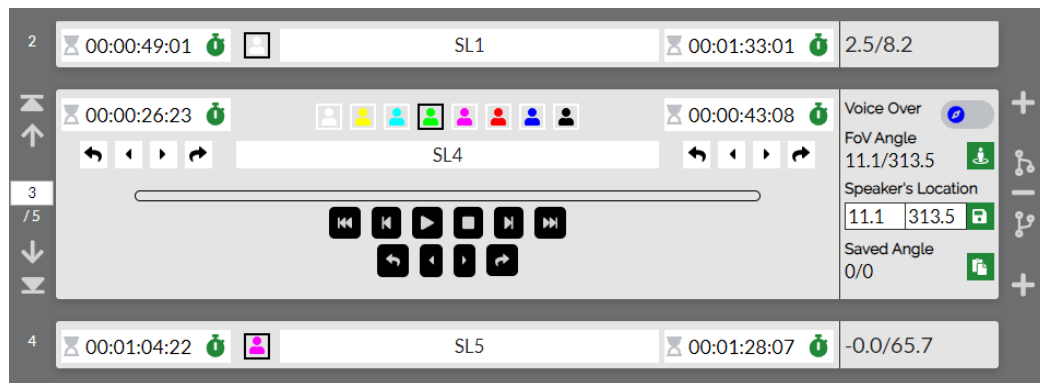 2
00:00:49:01 SL1 00:01:33:01 2.5/8.2
00:00:26:23 00:00:43:08
SL4
3
/ 5
Voice Over
FoV Angle
11.1/313.5
Speaker's Location
11.1 313.5
Saved Angle
0/0
4
00:01:04:22 SL5 00:01:28:07 -0.0/65.7